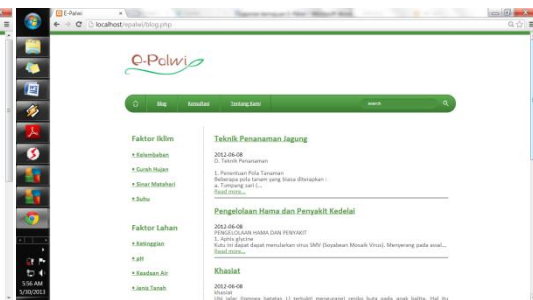 E-Palwi
localhost/epalwi/blog.php
e-Palwi
Blog
Konsultasi
Tentang Kami
search
Faktor Iklim
Kelembaban
Curah Hujan
Sinar Matahari
Suhu
Faktor Lahan
Ketinggian
pH
Keadaan Air
Jenis Tanah
Teknik Penanaman Jagung
2012-06-08
D. Teknik Penanaman
1. Penentuan Pola Tanaman
Beberapa pola tanam yang biasa diterapkan :
a. Tumpang sari (...
Read more...
Pengelolaan Hama dan Penyakit Kedelai
2012-06-08
PENGELOLAAN HAMA DAN PENYAKIT
1. Aphis glycine
Kutu ini dapat dapat menularkan virus SMV (Soyabean Mosaik Virus). Menyerang pada awal...
Read more...
Khasiat
2012-06-08
khasiat
5:56 AM
5/30/2013